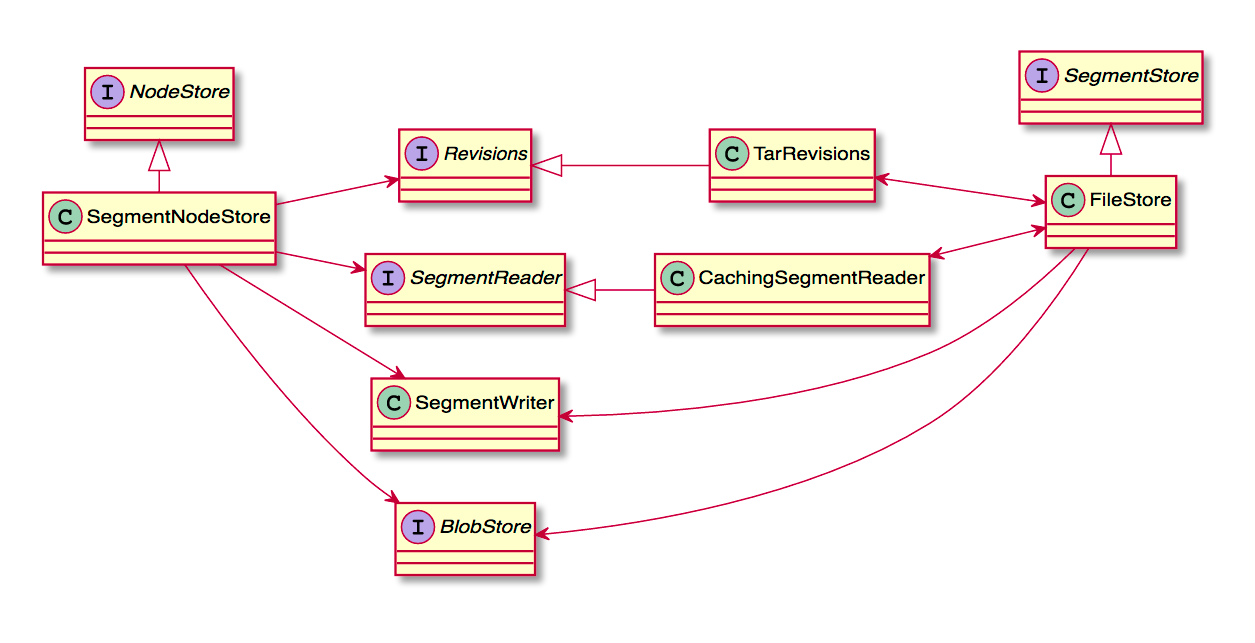 I SegmentStore
I NodeStore
I Revisions
C TarRevisions
C FileStore
C SegmentNodeStore
I SegmentReader
C CachingSegmentReader
C SegmentWriter
I BlobStore